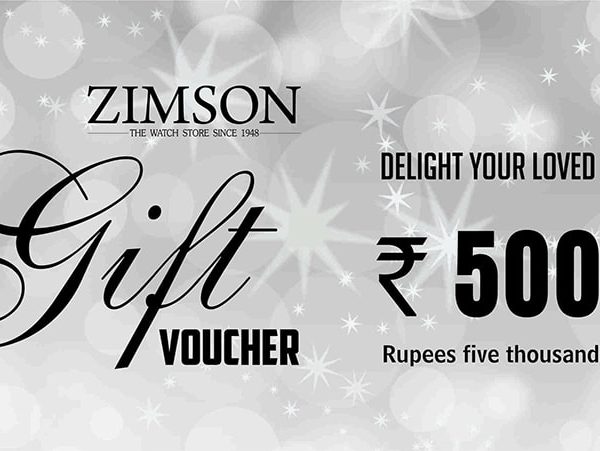 ZIMSON
THE WATCH STORE SINCE 1948
Gift
VOUCHER
DELIGHT YOUR LOVED
₹ 500
Rupees five thousand